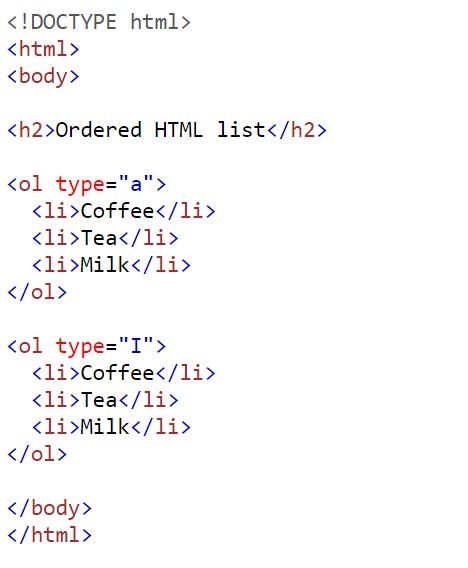 <!DOCTYPE html>
<html>
<body>

<h2>Ordered HTML list</h2>

<ol type="a">
  <li>Coffee</li>
  <li>Tea</li>
  <li>Milk</li>
</ol>

<ol type="I">
  <li>Coffee</li>
  <li>Tea</li>
  <li>Milk</li>
</ol>

</body>
</html>